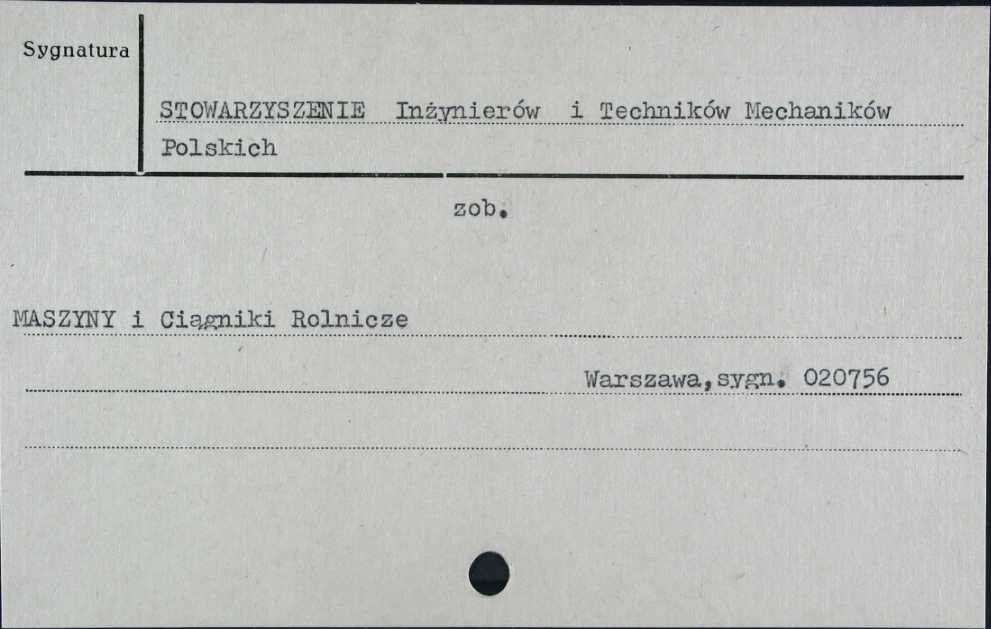 Sygnatura
STOWARZYSZENIE Inżynierów i Techników Mechaników
Polskich
zob.
MASZYNY i Ciągniki Rolnicze
Warszawa,sygn. 020756